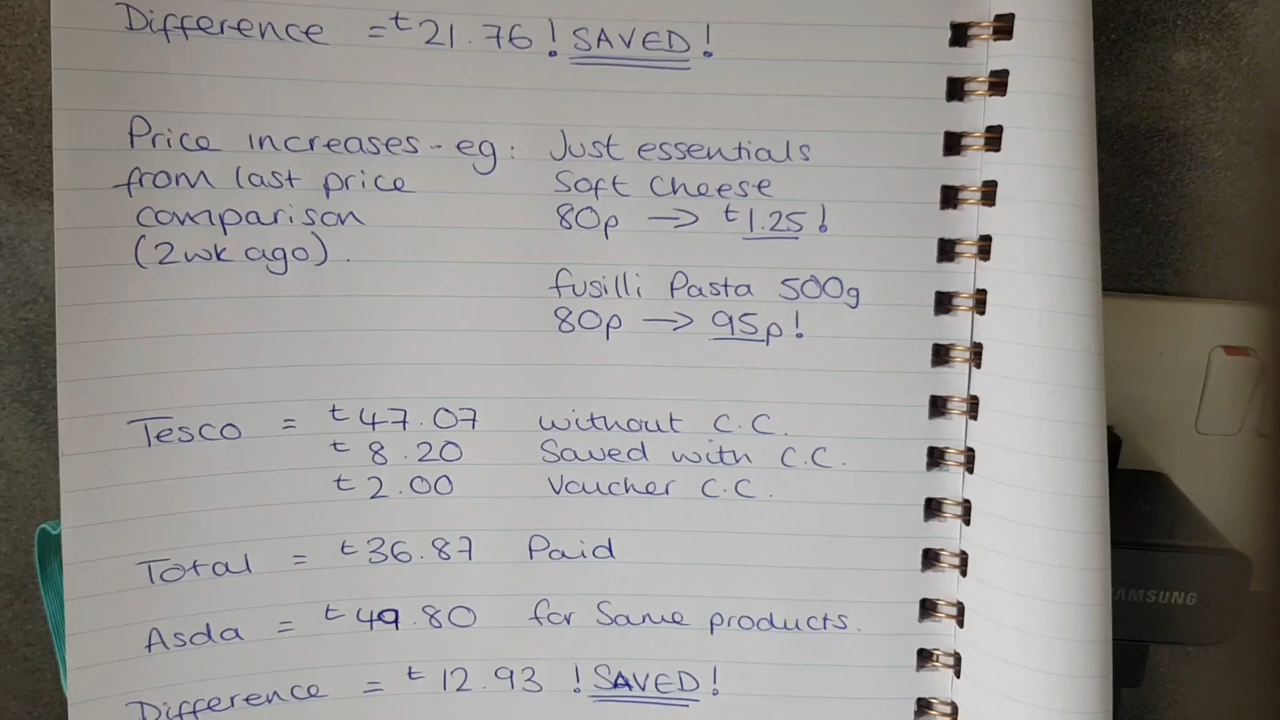 Difference = £21.76! SAVED!
Price increases - eg: Just essentials
from last price Soft cheese
comparison 80p → £1.25!
(2wk ago).
fusilli Pasta 500g
80p → 95p!
Tesco = £47.07 without C.C.
£8.20 Saved with C.C.
£2.00 Voucher C.C.
Total = £36.87 Paid
Asda = £49.80 for Same products.
Difference = £12.93 !SAVED!
AMSUNG